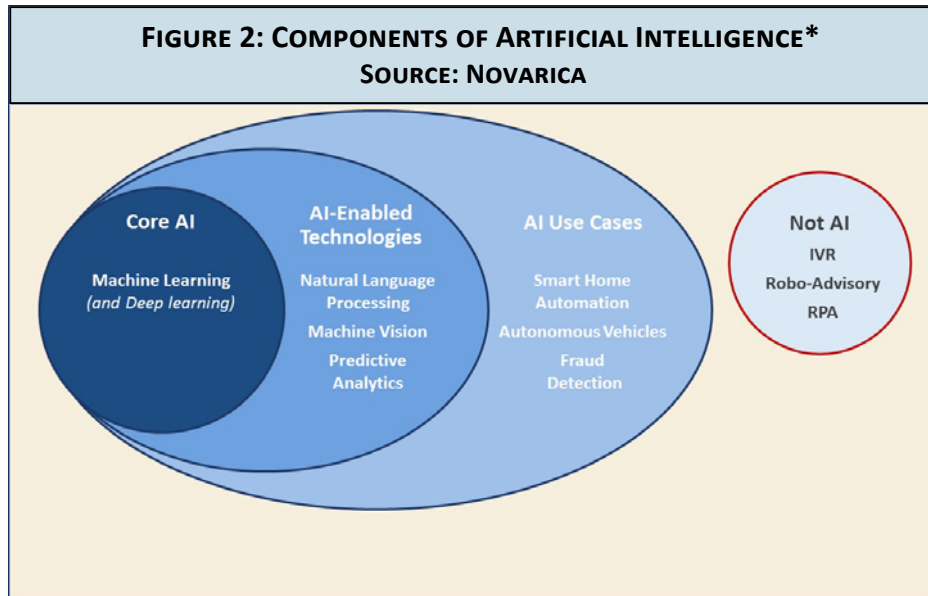 FIGURE 2: COMPONENTS OF ARTIFICIAL INTELLIGENCE*
SOURCE: NOVARICA
Core AI
Machine Learning
(and Deep learning)
AI-Enabled
Technologies
Natural Language
Processing
Machine Vision
Predictive
Analytics
AI Use Cases
Smart Home
Automation
Autonomous Vehicles
Fraud
Detection
Not AI
IVR
Robo-Advisory
RPA